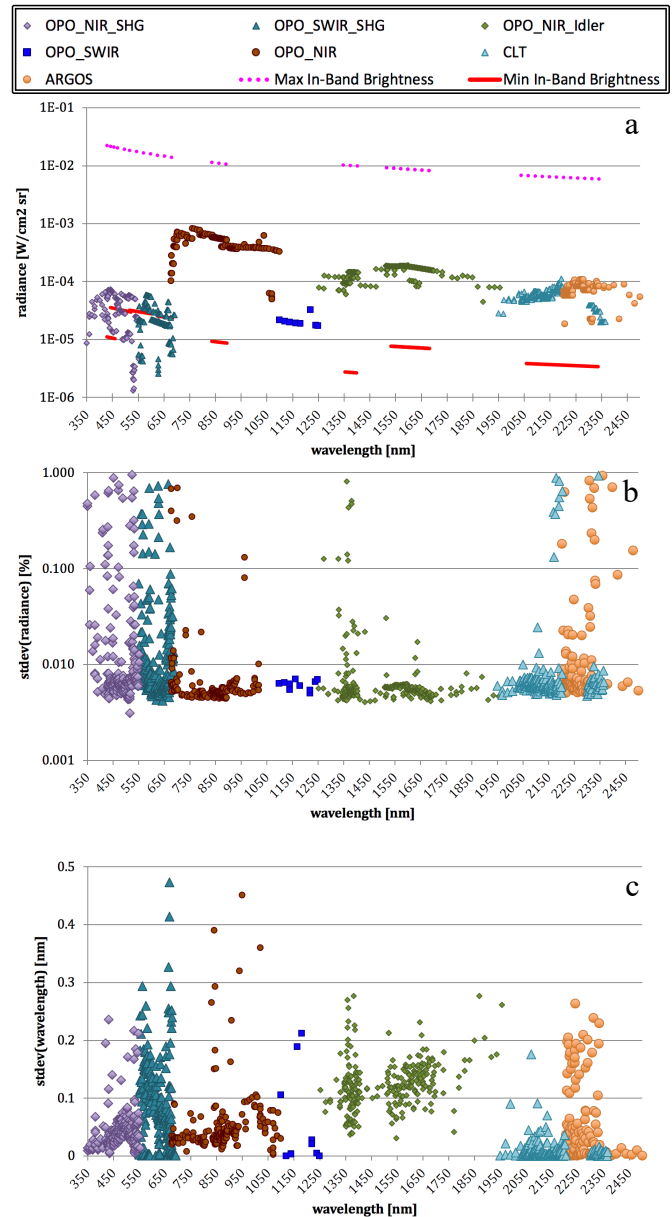 OPO_NIR_SHG OPO_SWIR_SHG OPO_NIR_Idler
OPO_SWIR OPO_NIR CLT
ARGOS Max In-Band Brightness Min In-Band Brightness
a
radiance [W/cm2 sr]
1E-01
1E-02
1E-03
1E-04
1E-05
1E-06
350 450 550 650 750 850 950 1050 1150 1250 1350 1450 1550 1650 1750 1850 1950 2050 2150 2250 2350 2450
wavelength [nm]
b
stdev(radiance) [%]
1.000
0.100
0.010
0.001
350 450 550 650 750 850 950 1050 1150 1250 1350 1450 1550 1650 1750 1850 1950 2050 2150 2250 2350 2450
wavelength [nm]
c
stdev(wavelength) [nm]
0.5
0.4
0.3
0.2
0.1
0
350 450 550 650 750 850 950 1050 1150 1250 1350 1450 1550 1650 1750 1850 1950 2050 2150 2250 2350 2450
wavelength [nm]